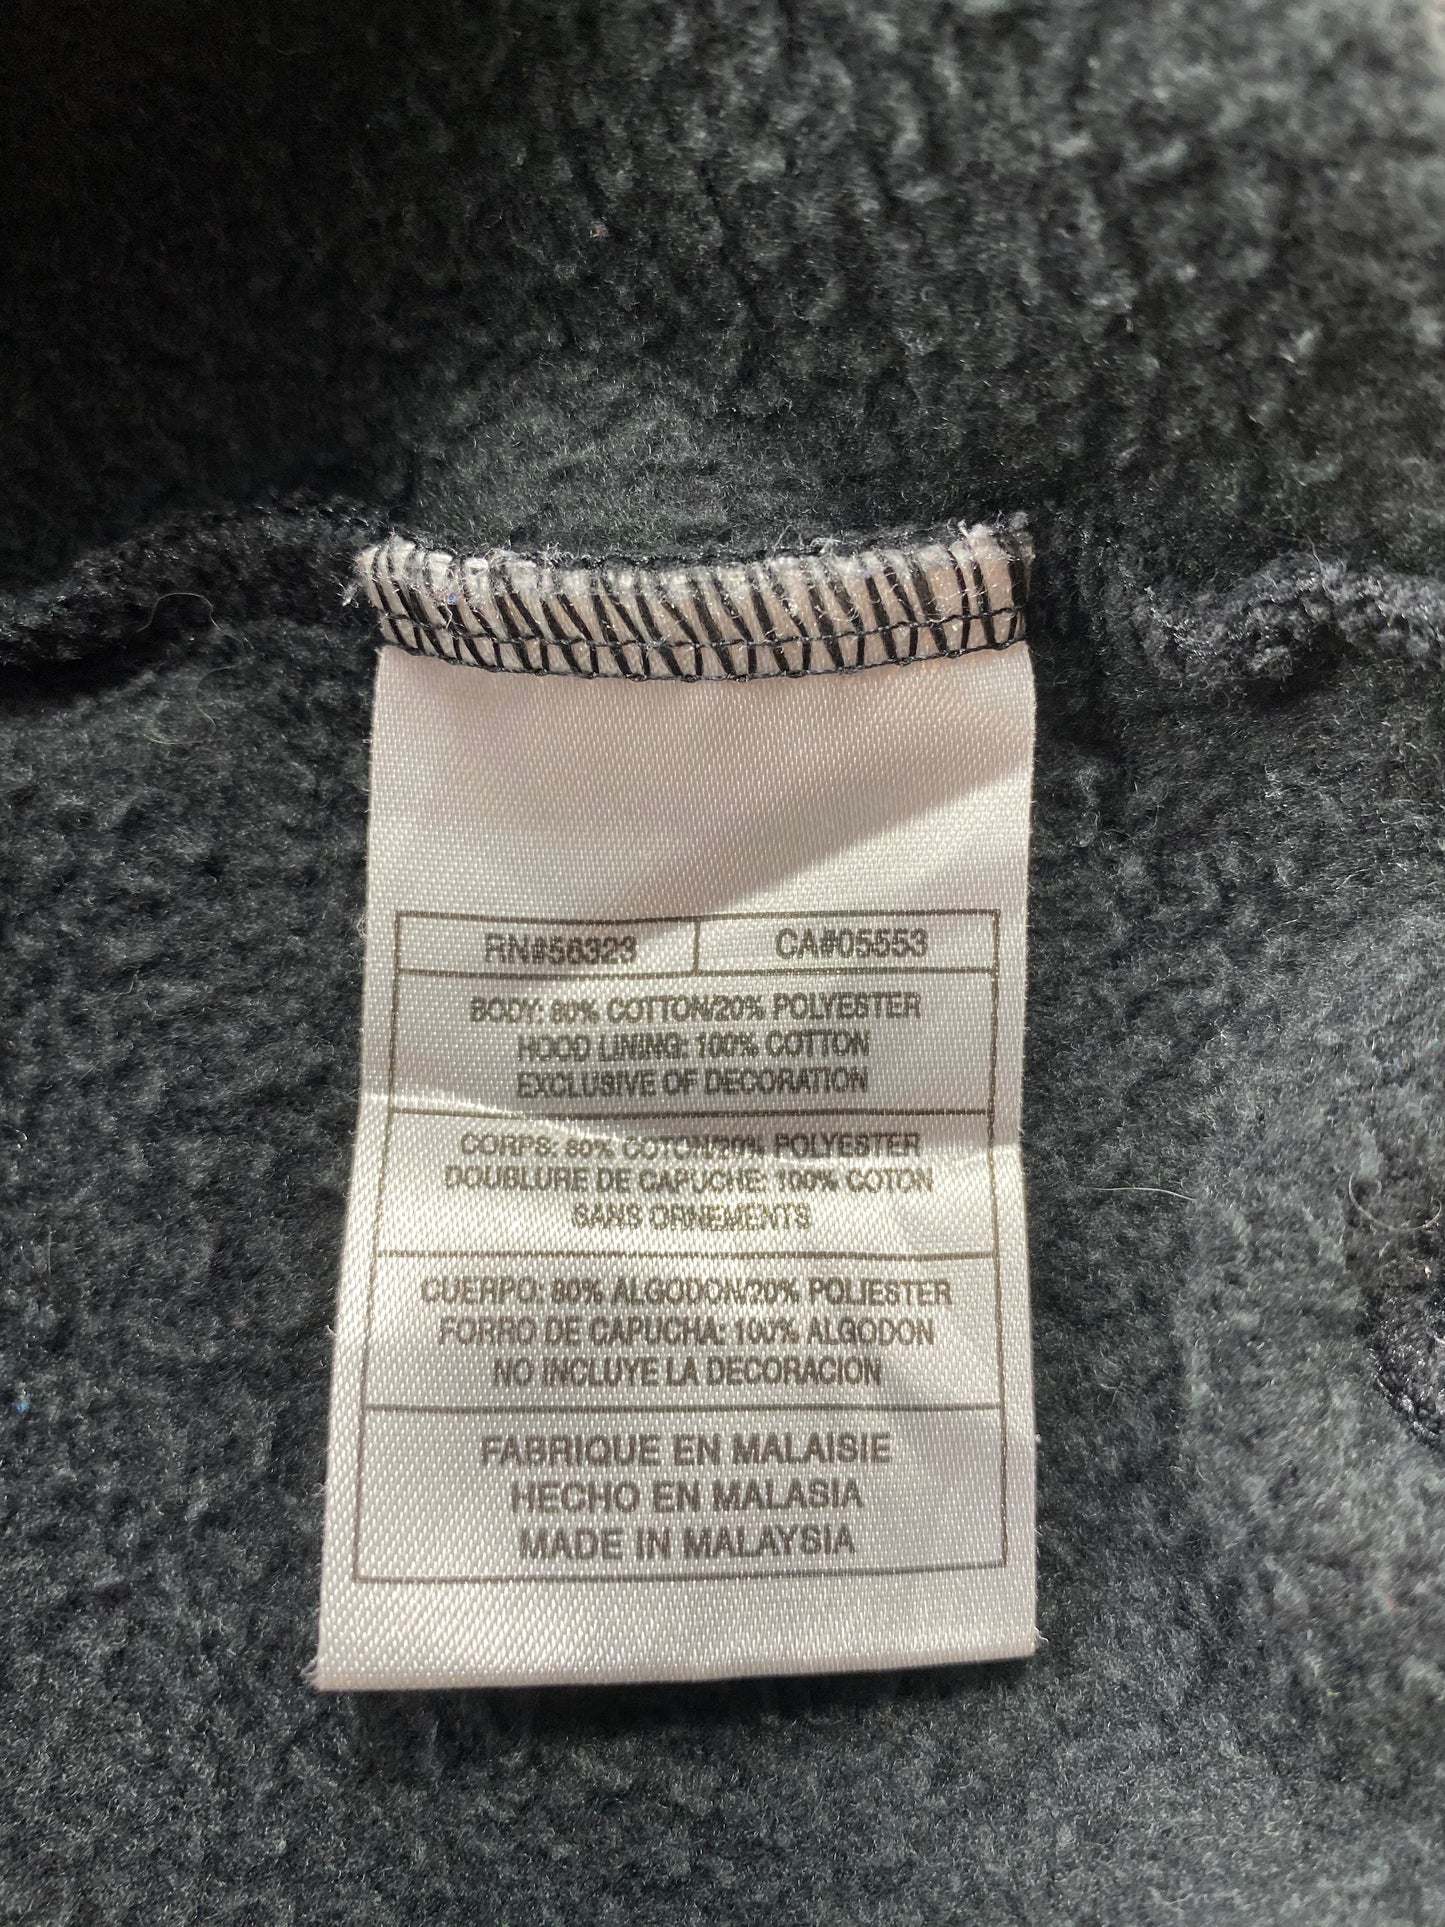 RN#56323 CA#05553
BODY: 80% COTTON/20% POLYESTER
HOOD LINING: 100% COTTON
EXCLUSIVE OF DECORATION
CORPS: 80% COTON/20% POLYESTER
DOUBLURE DE CAPUCHE: 100% COTON
SANS ORNEMENTS
CUERPO: 80% ALGODON/20% POLIESTER
FORRO DE CAPUCHA: 100% ALGODON
NO INCLUYE LA DECORACION
FABRIQUE EN MALAISIE
HECHO EN MALASIA
MADE IN MALAYSIA